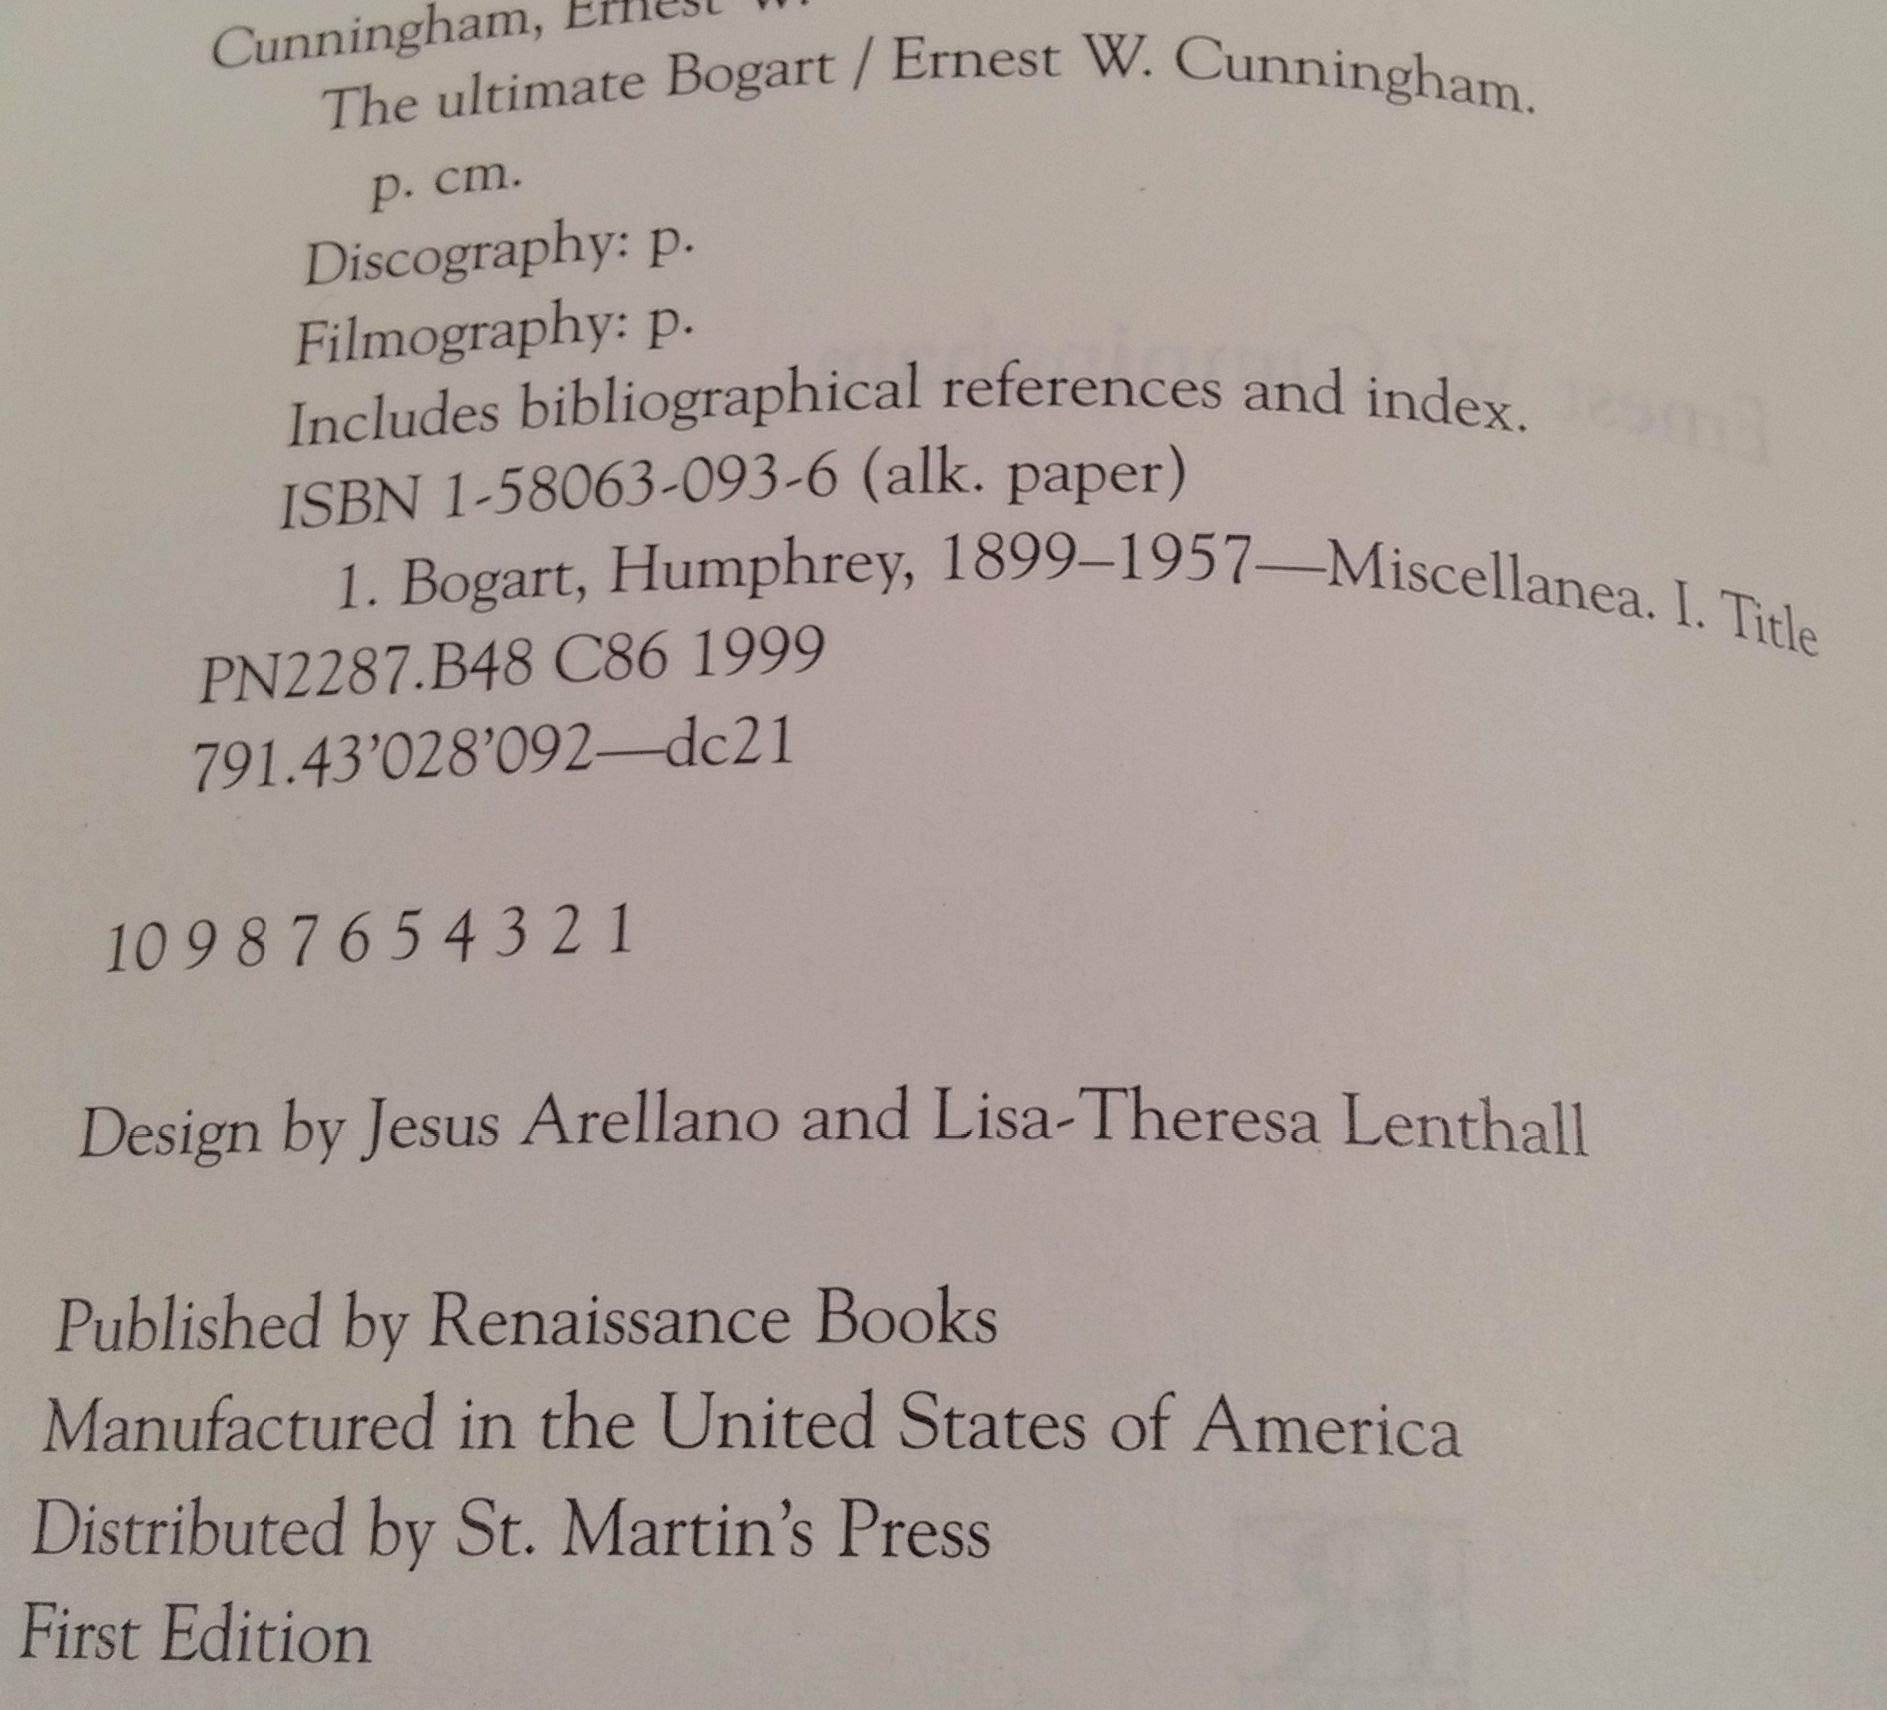 Cunningham, Ernest W.
The ultimate Bogart / Ernest W. Cunningham.
p. cm.
Discography: p.
Filmography: p.
Includes bibliographical references and index.
ISBN 1-58063-093-6 (alk. paper)
1. Bogart, Humphrey, 1899–1957—Miscellanea. I. Title
PN2287.B48 C86 1999
791.43’028’092—dc21
10 9 8 7 6 5 4 3 2 1
Design by Jesus Arellano and Lisa-Theresa Lenthall
Published by Renaissance Books
Manufactured in the United States of America
Distributed by St. Martin’s Press
First Edition